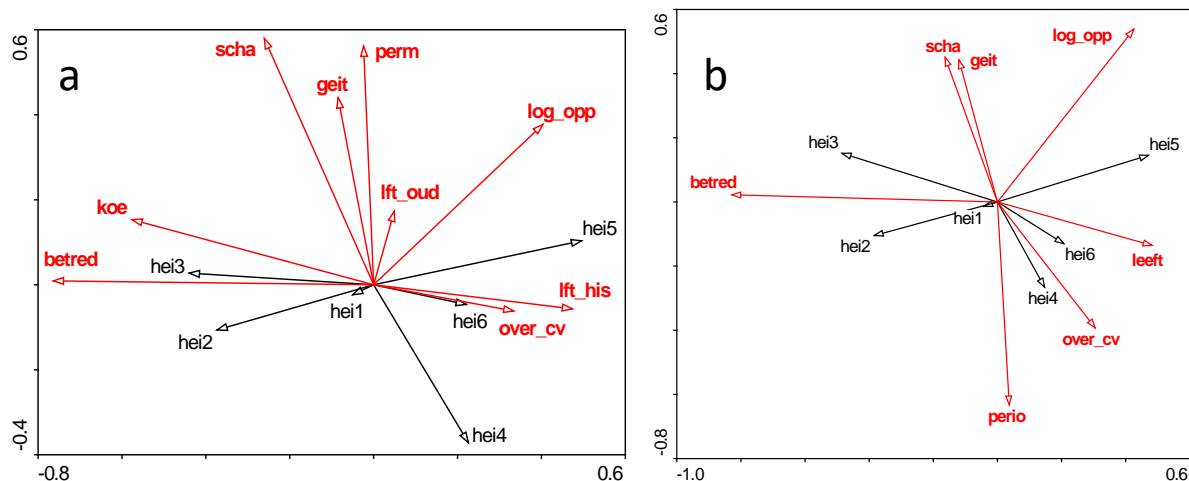 a
0.6
-0.4
-0.8
0.6
scha
perm
geit
log_opp
lft_oud
koe
hei5
betred
hei3
lft_his
hei1
hei6
over_cv
hei2
hei4
b
0.6
-0.8
-1.0
0.6
log_opp
scha
geit
hei3
hei5
betred
hei1
hei2
hei6
leeft
hei4
over_cv
perio